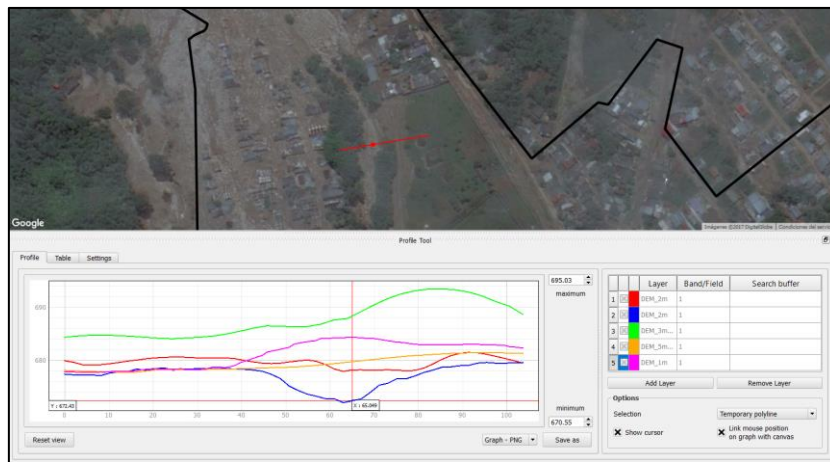 Google
Imágenes ©2017 DigitalGlobe
Condiciones del servicio
Profile Tool
Profile
Table
Settings
695.03
maximum
690
680
Y : 672.43
X : 65.049
0 10 20 30 40 50 60 70 80 90 100
minimum
670.55
Reset view
Graph - PNG
Save as
Layer
Band/Field
Search buffer
1 DEM_2m 1
2 DEM_2m 1
3 DEM_3m... 1
4 DEM_5m... 1
5 DEM_1m 1
Add Layer
Remove Layer
Options
Selection
Temporary polyline
Show cursor
Link mouse position
on graph with canvas